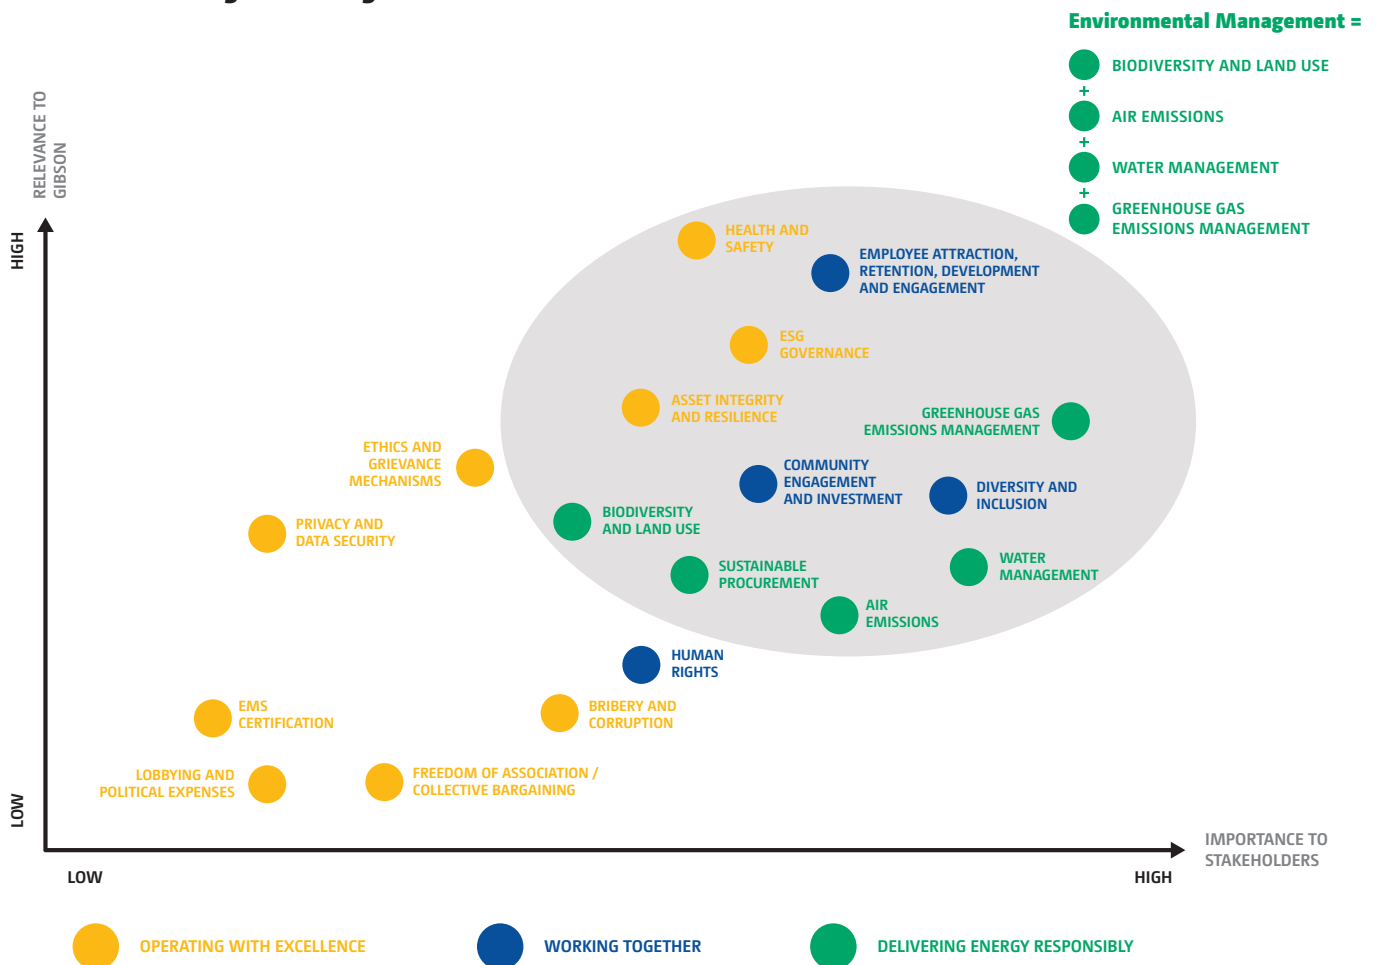 Environmental Management =
BIODIVERSITY AND LAND USE
+
AIR EMISSIONS
+
WATER MANAGEMENT
+
GREENHOUSE GAS
EMISSIONS MANAGEMENT
RELEVANCE TO
GIBSON
HIGH
HEALTH AND
SAFETY
EMPLOYEE ATTRACTION,
RETENTION, DEVELOPMENT
AND ENGAGEMENT
ESG
GOVERNANCE
ASSET INTEGRITY
AND RESILIENCE
GREENHOUSE GAS
EMISSIONS MANAGEMENT
ETHICS AND
GRIEVANCE
MECHANISMS
COMMUNITY
ENGAGEMENT
AND INVESTMENT
DIVERSITY AND
INCLUSION
BIODIVERSITY
AND LAND USE
PRIVACY AND
DATA SECURITY
SUSTAINABLE
PROCUREMENT
WATER
MANAGEMENT
AIR
EMISSIONS
HUMAN
RIGHTS
EMS
CERTIFICATION
BRIBERY AND
CORRUPTION
LOBBYING AND
POLITICAL EXPENSES
FREEDOM OF ASSOCIATION /
COLLECTIVE BARGAINING
LOW
IMPORTANCE TO
STAKEHOLDERS
LOW
HIGH
OPERATING WITH EXCELLENCE
WORKING TOGETHER
DELIVERING ENERGY RESPONSIBLY